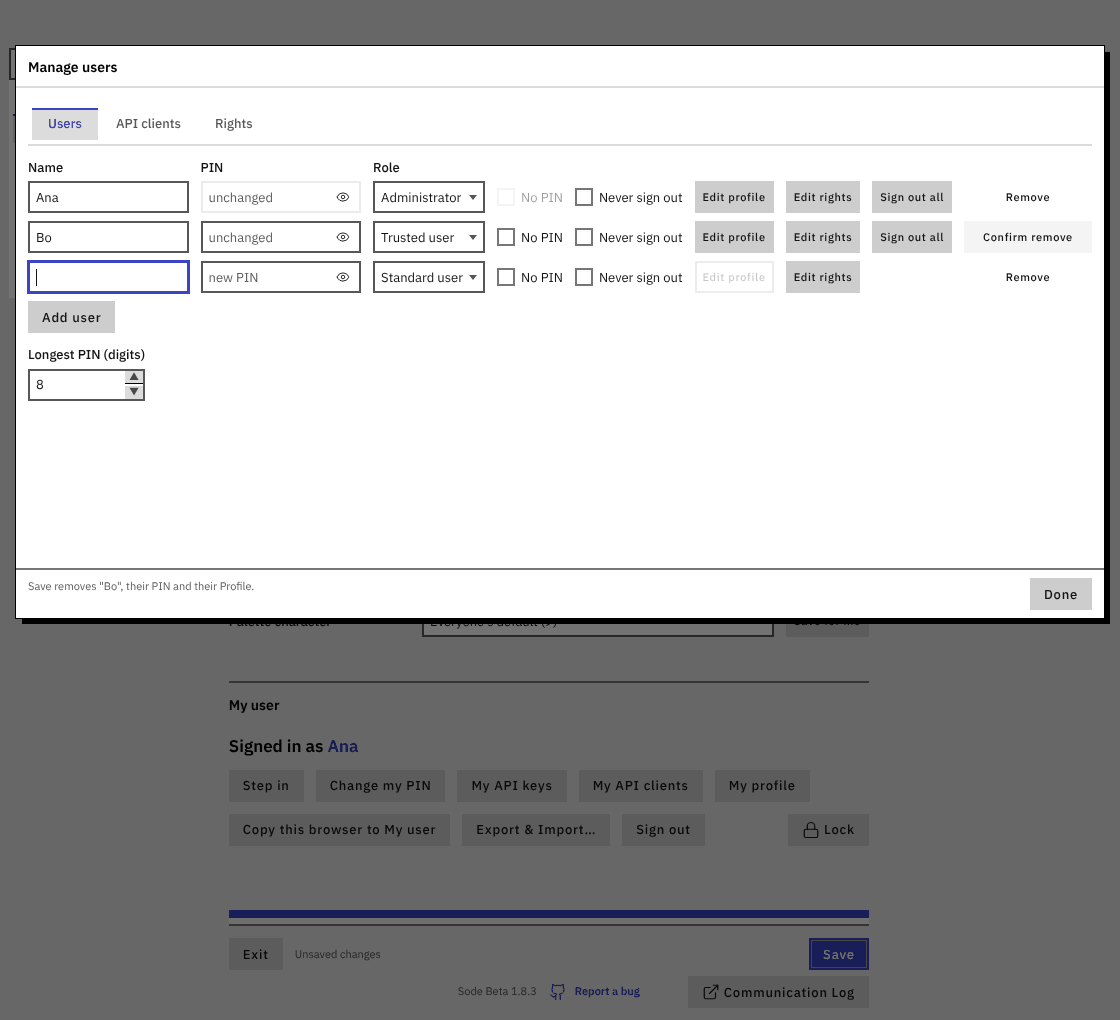 Manage users
Users API clients Rights
Name PIN Role
Ana unchanged Administrator No PIN Never sign out Edit profile Edit rights Sign out all Remove
Bo unchanged Trusted user No PIN Never sign out Edit profile Edit rights Sign out all Confirm remove
new PIN Standard user No PIN Never sign out Edit profile Edit rights Remove
Add user
Longest PIN (digits)
8
Save removes "Bo", their PIN and their Profile.
Done
My user
Signed in as Ana
Step in Change my PIN My API keys My API clients My profile
Copy this browser to My user Export & Import... Sign out Lock
Exit Unsaved changes Save
Sode Beta 1.8.3 Report a bug Communication Log